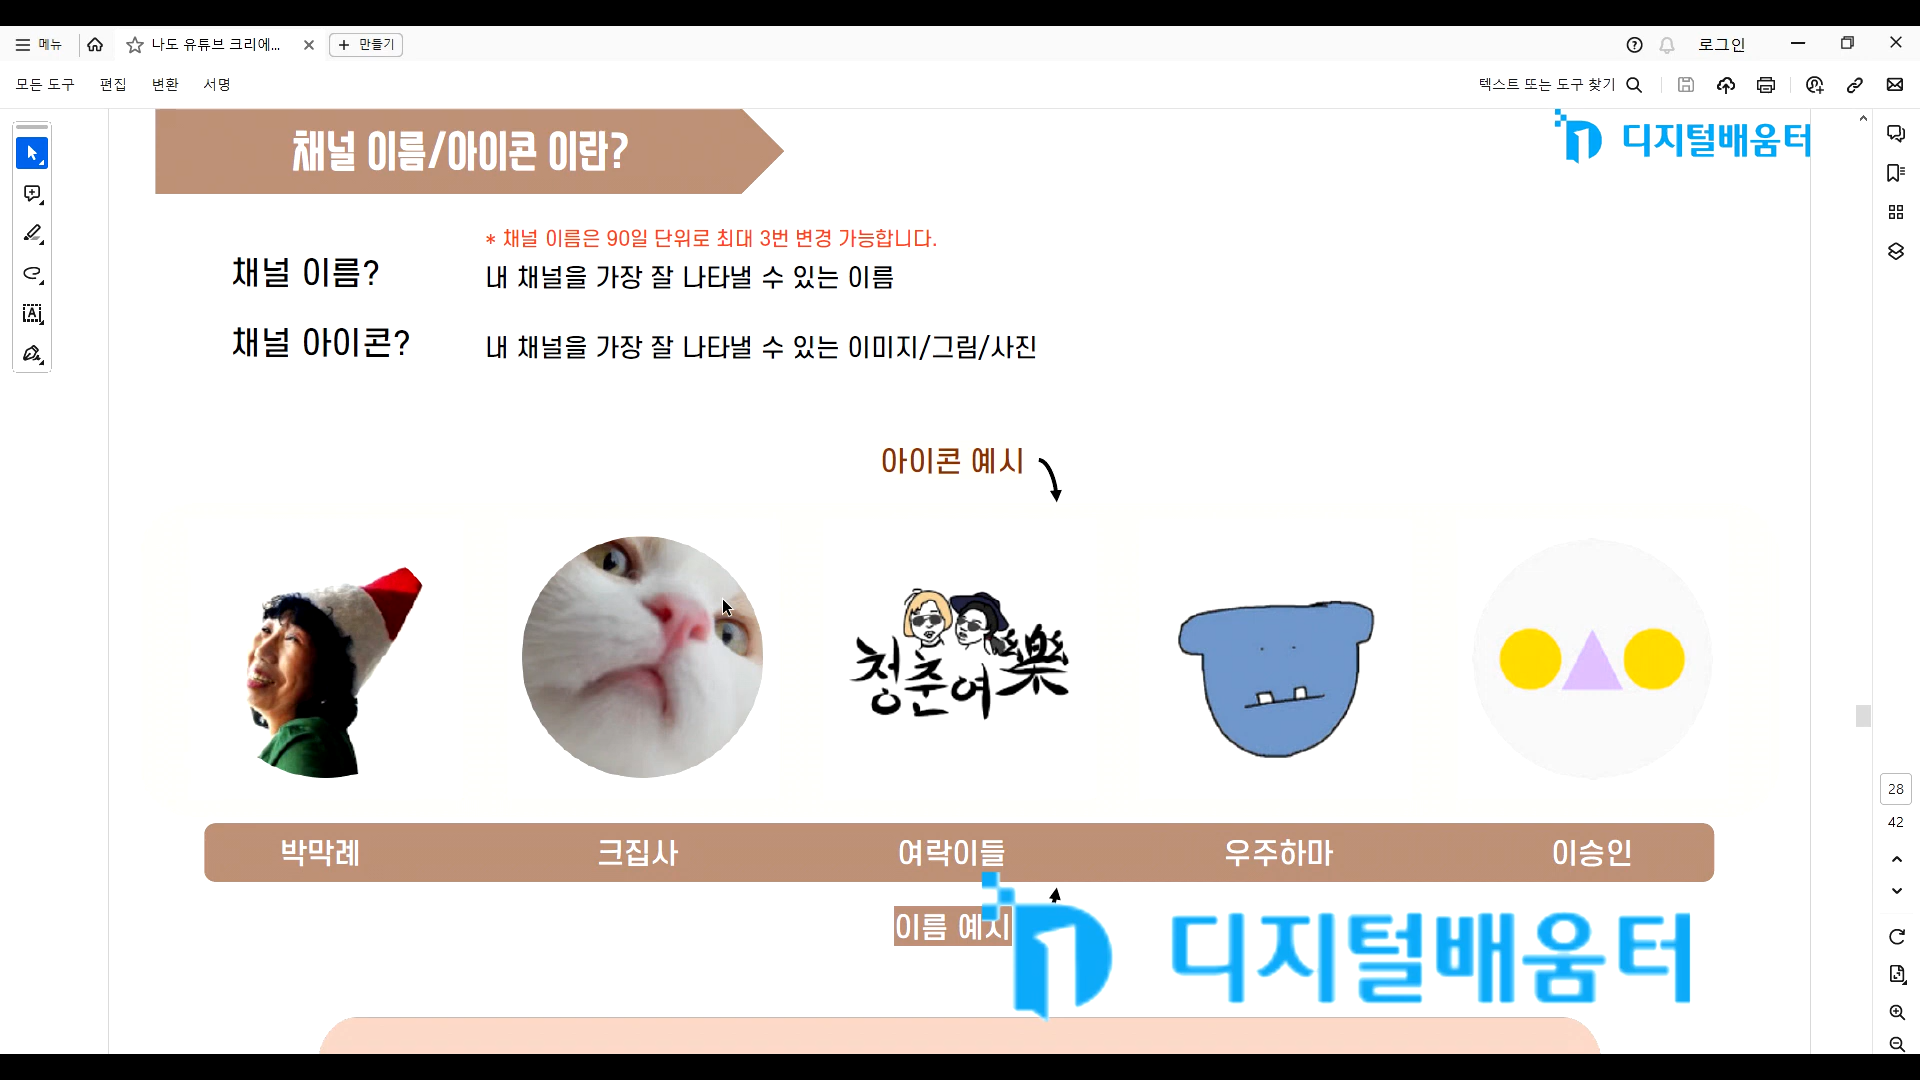 메뉴
나도 유튜브 크리에...
만들기
로그인
모든 도구
편집
변환
서명
텍스트 또는 도구 찾기
채널 이름/아이콘 이란?
디지털배움터
* 채널 이름은 90일 단위로 최대 3번 변경 가능합니다.
채널 이름?
내 채널을 가장 잘 나타낼 수 있는 이름
채널 아이콘?
내 채널을 가장 잘 나타낼 수 있는 이미지/그림/사진
아이콘 예시
청춘여樂
28
42
박막례
크집사
여락이들
우주하마
이승인
이름 예시
디지털배움터